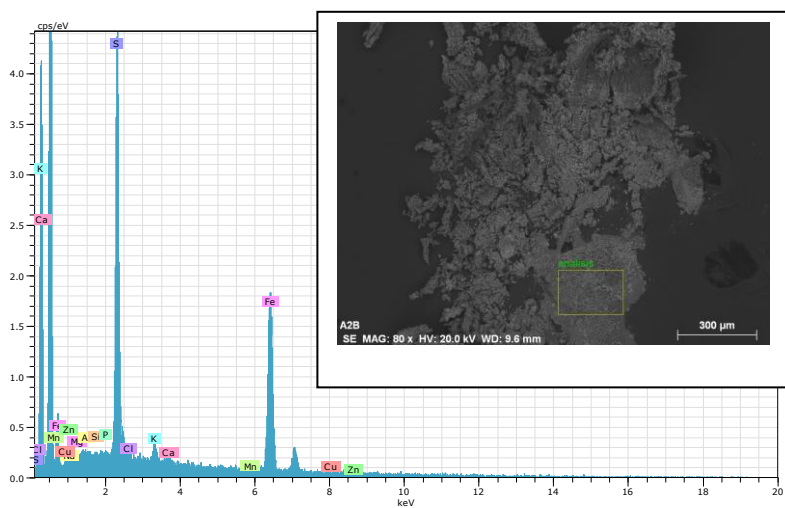 cps/eV
4.0
3.5
3.0
2.5
2.0
1.5
1.0
0.5
0.0
S
K
Ca
Fe
Fe
Zn
Mn
Mg
Si
P
Cl
S
Cu
Cl
K
Ca
Mn
Cu
Zn
2 4 6 8 10 12 14 16 18 20
keV
A2B
SE MAG: 80 x HV: 20.0 kV WD: 9.6 mm
300 µm